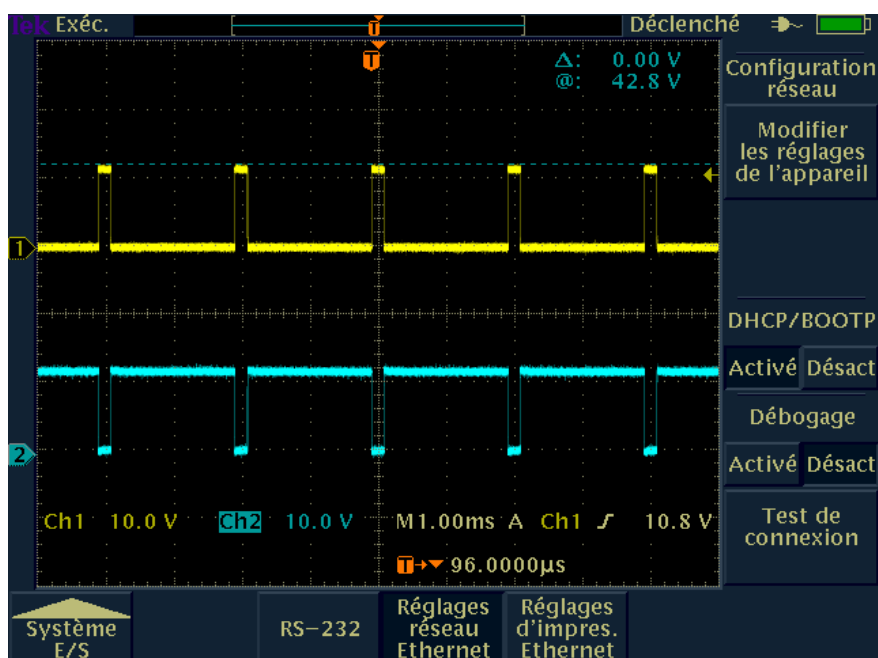 Tek Exéc.
Déclenché
T
T
Δ: 0.00 V
@: 42.8 V
Configuration
réseau
Modifier
les réglages
de l'appareil
1
DHCP/BOOTP
Activé Désact
Débogage
2
Activé Désact
Ch1 10.0 V Ch2 10.0 V M1.00ms A Ch1 10.8 V
T 96.0000µs
Test de
connexion
Système
E/S
RS-232
Réglages
réseau
Ethernet
Réglages
d'impres.
Ethernet